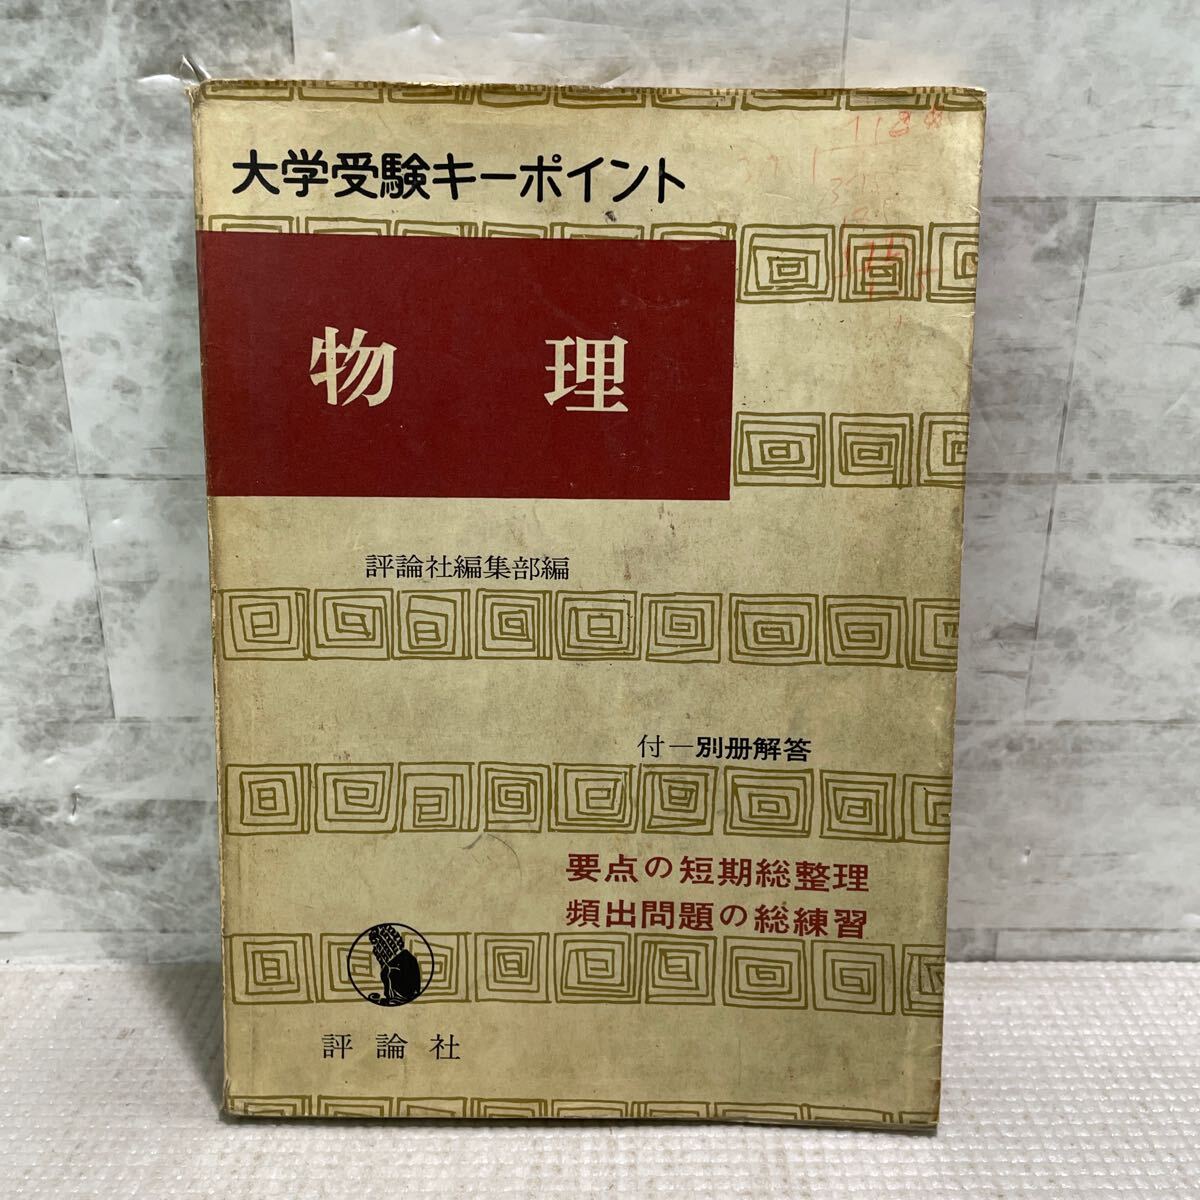 大学受験キーポイント
物理
評論社編集部編
付―別冊解答
要点の短期総整理
頻出問題の総練習
評論社